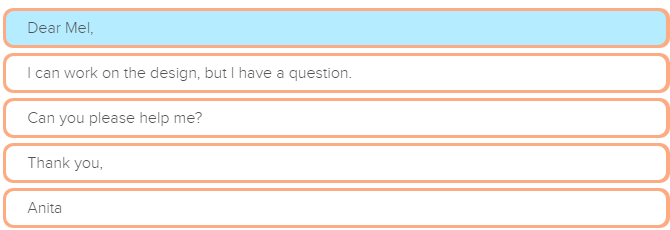 Dear Mel,
I can work on the design, but I have a question.
Can you please help me?
Thank you,
Anita